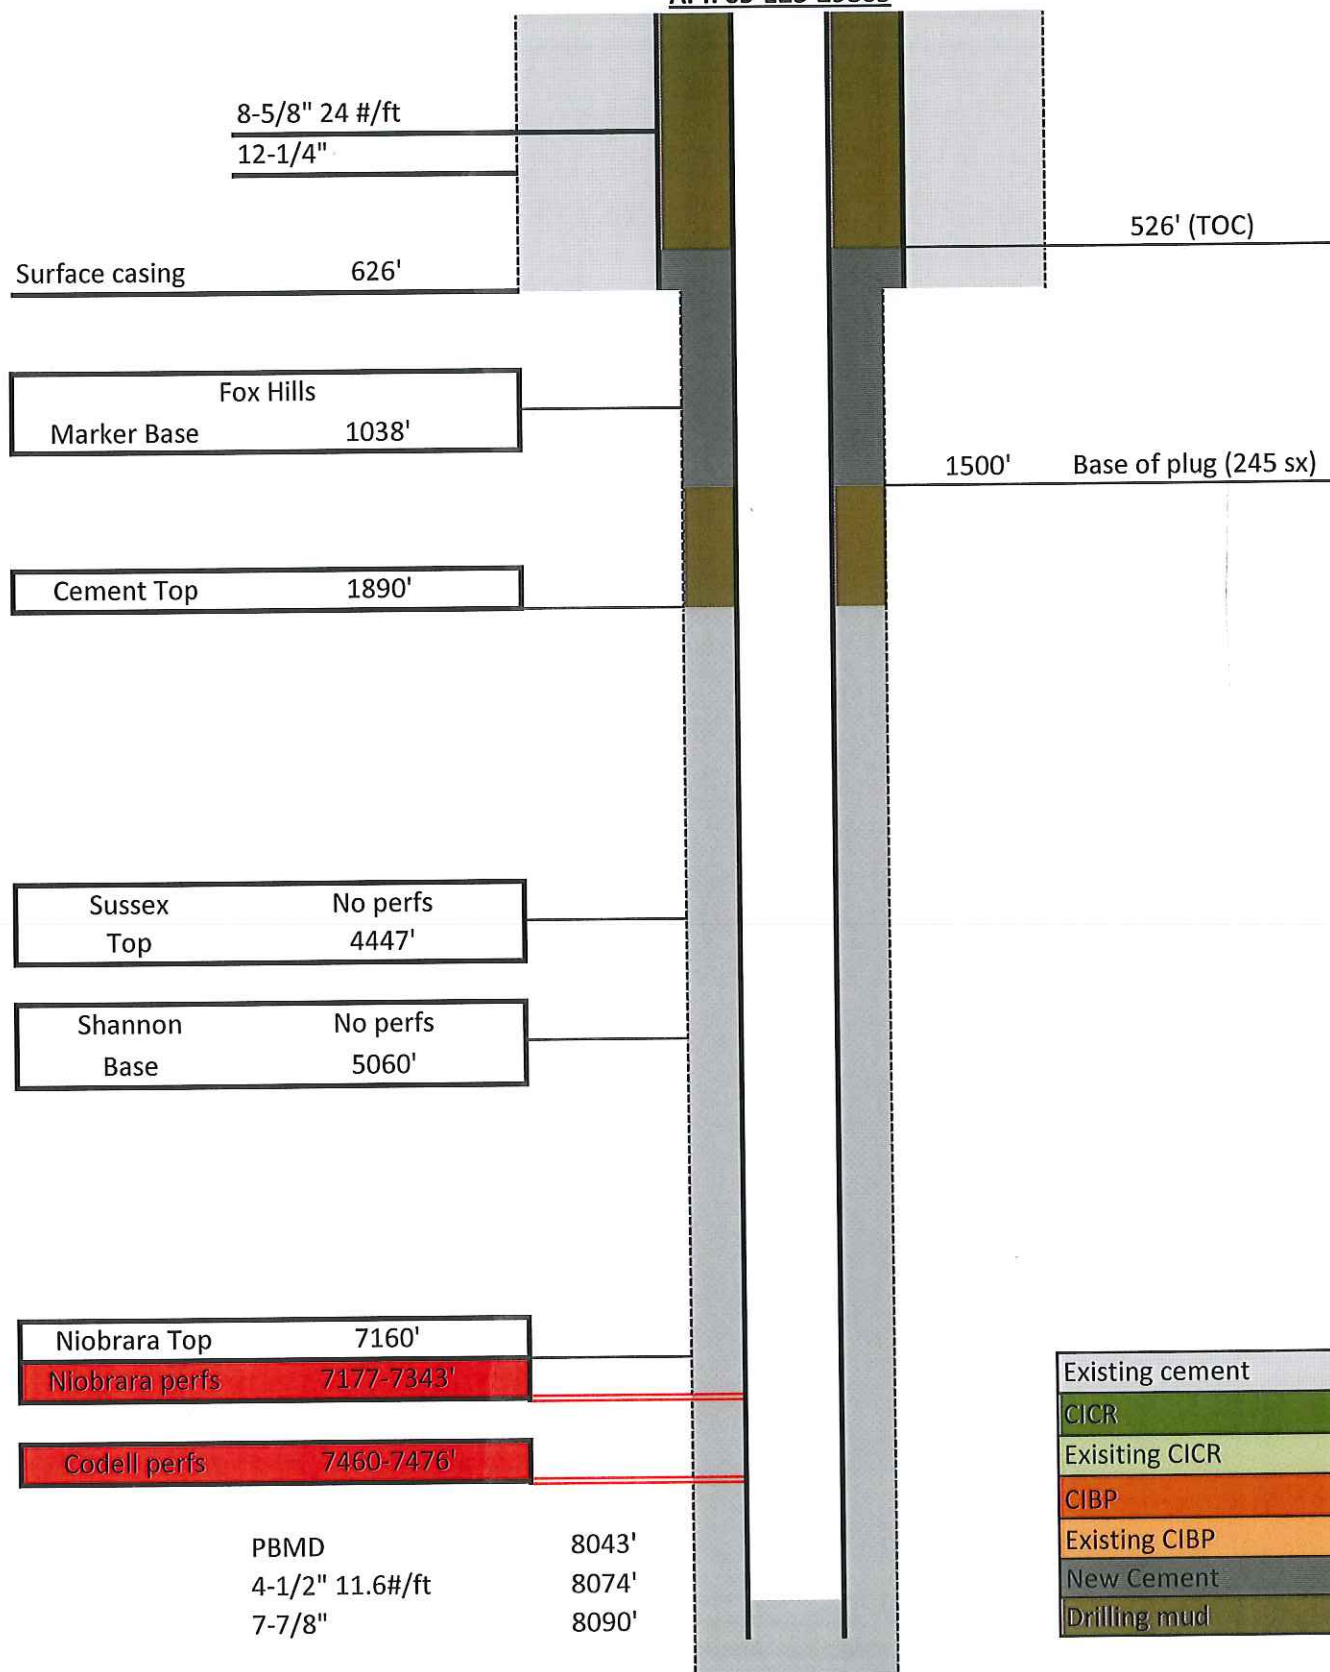 8-5/8" 24 #/ft
12-1/4"
526' (TOC)
Surface casing 626'
Fox Hills
Marker Base 1038'
1500' Base of plug (245 sx)
Cement Top 1890'
Sussex No perfs
Top 4447'
Shannon No perfs
Base 5060'
Niobrara Top 7160'
Niobrara perfs 7177-7343'
Codell perfs 7460-7476'
PBMD 8043'
4-1/2" 11.6#/ft 8074'
7-7/8" 8090'
Existing cement
CICR
Exisiting CICR
CIBP
Existing CIBP
New Cement
Drilling mud